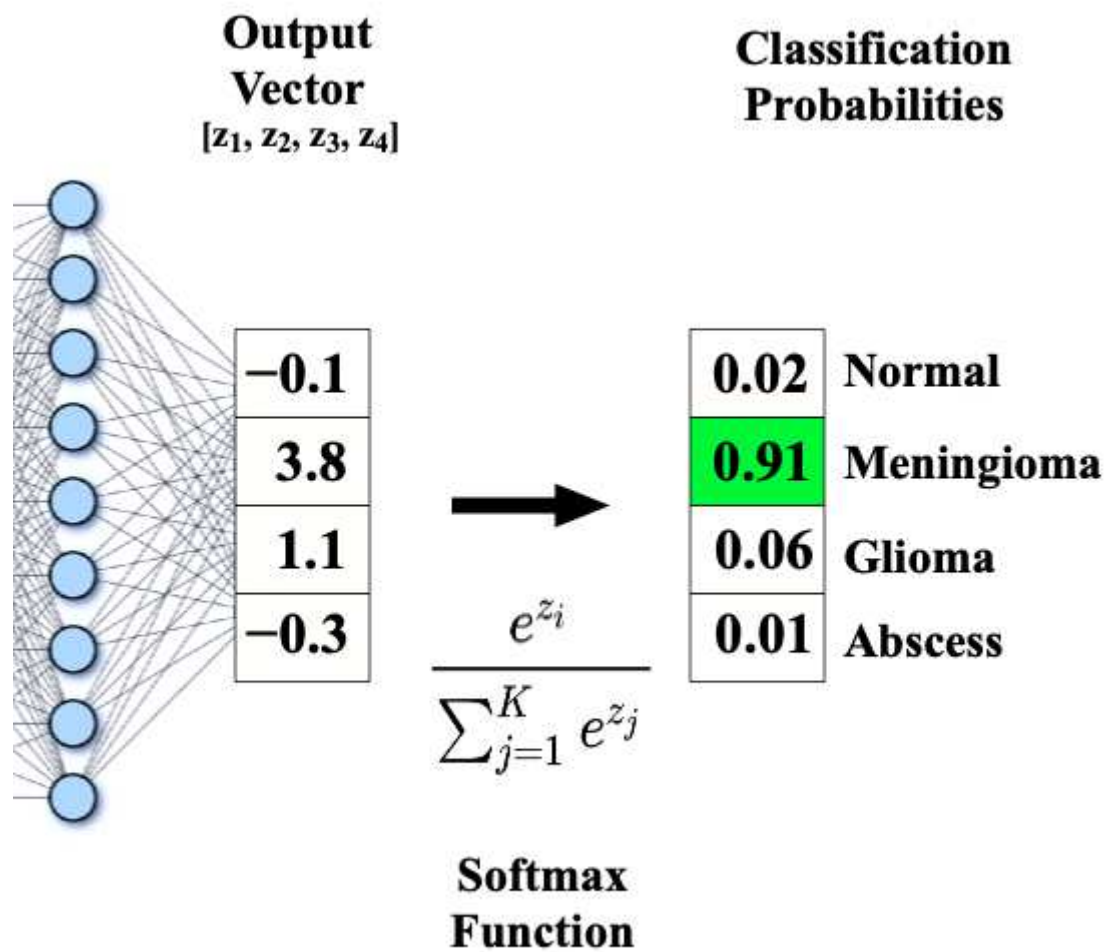 Output
Vector
[z₁, z₂, z₃, z₄]
Classification
Probabilities
−0.1
3.8
1.1
−0.3
e^{z_i}
∑_{j=1}^{K} e^{z_j}
Softmax
Function
0.02 Normal
0.91 Meningioma
0.06 Glioma
0.01 Abscess